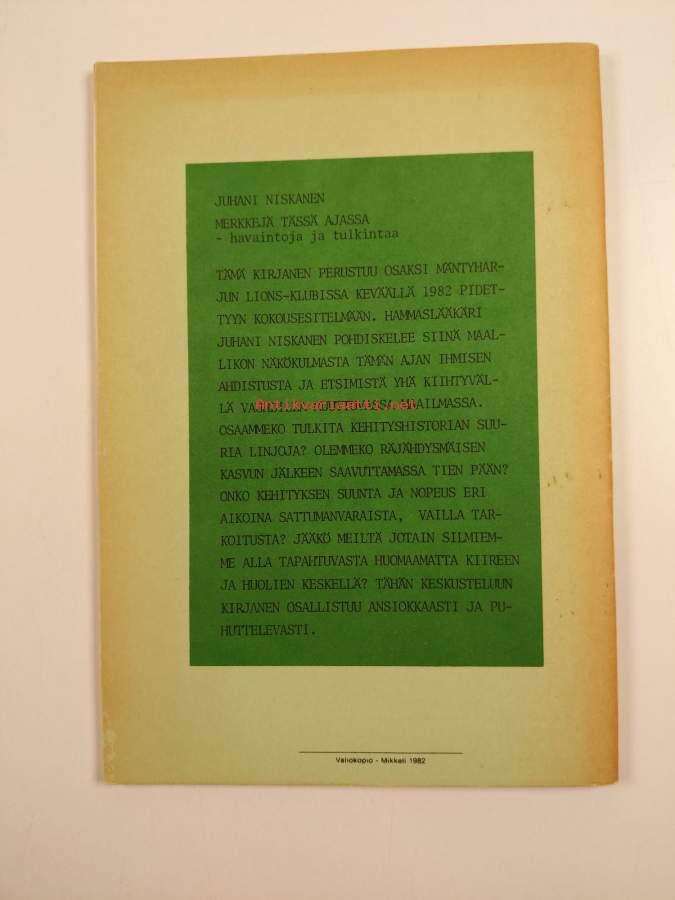 JUHANI NISKANEN
MERKKEJÄ TÄSSÄ AJASSA
- havaintoja ja tulkintaa
TÄMÄ KIRJANEN PERUSTUU OSAKSI MÄNTYHAR-
JUN LIONS-KLUBISSA KEVÄÄLLÄ 1982 PIDET-
TYYN KOKOUSESITELMÄÄN. HAMMASLÄÄKÄRI
JUHANI NISKANEN POHDISKELEE SIINÄ MAAL-
LIKON NÄKÖKULMASTA TÄMÄN AJAN IHMISEN
AHDISTUSTA JA ETSIMISTÄ YHÄ KIIHTYVÄL-
LÄ MAAILMASSA.
Antikvariaatti.net
OSAAMMEKO TULKITA KEHITYSHISTORIAN SUU-
RIA LINJOJA? OLEMMEKO RÄJÄHDYSMÄISEN
KASVUN JÄLKEEN SAAVUTTAMASSA TIEN PÄÄN?
ONKO KEHITYKSEN SUUNTA JA NOPEUS ERI
AIKOINA SATTUMANVARAISTA, VAILLA TAR-
KOITUSTA? JÄÄKÖ MEILTÄ JOTAIN SILMIEM-
ME ALLA TAPAHTUVASTA HUOMAAMATTA KIIREEN
JA HUOLIEN KESKELLÄ? TÄHÄN KESKUSTELUUN
KIRJANEN OSALLISTUU ANSIOKKAASTI JA PU-
HUTTELEVASTI.
Valiokopio - Mikkeli 1982